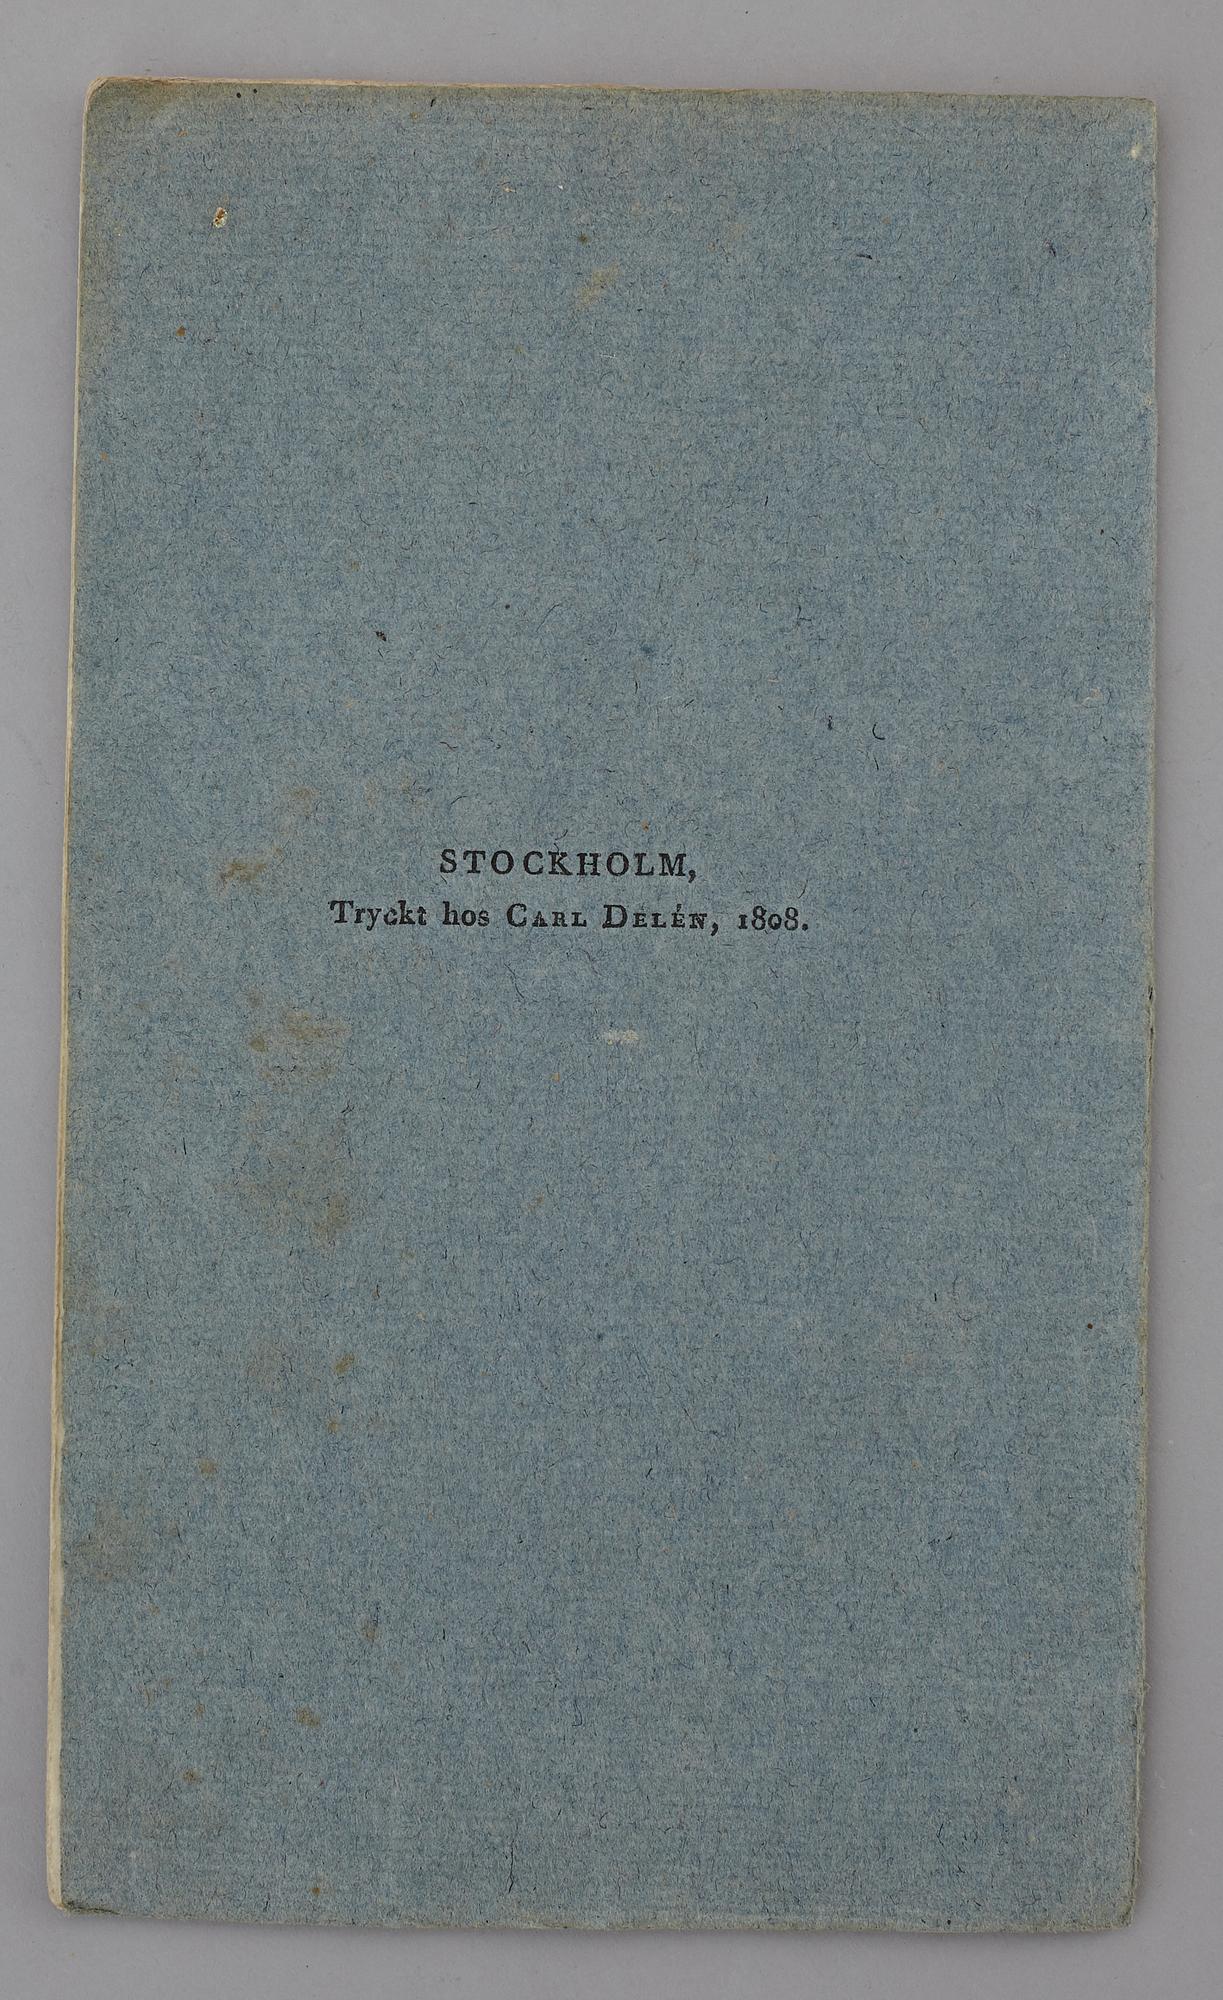 STOCKHOLM,
Tryckt hos CARL DELÉN, 1808.